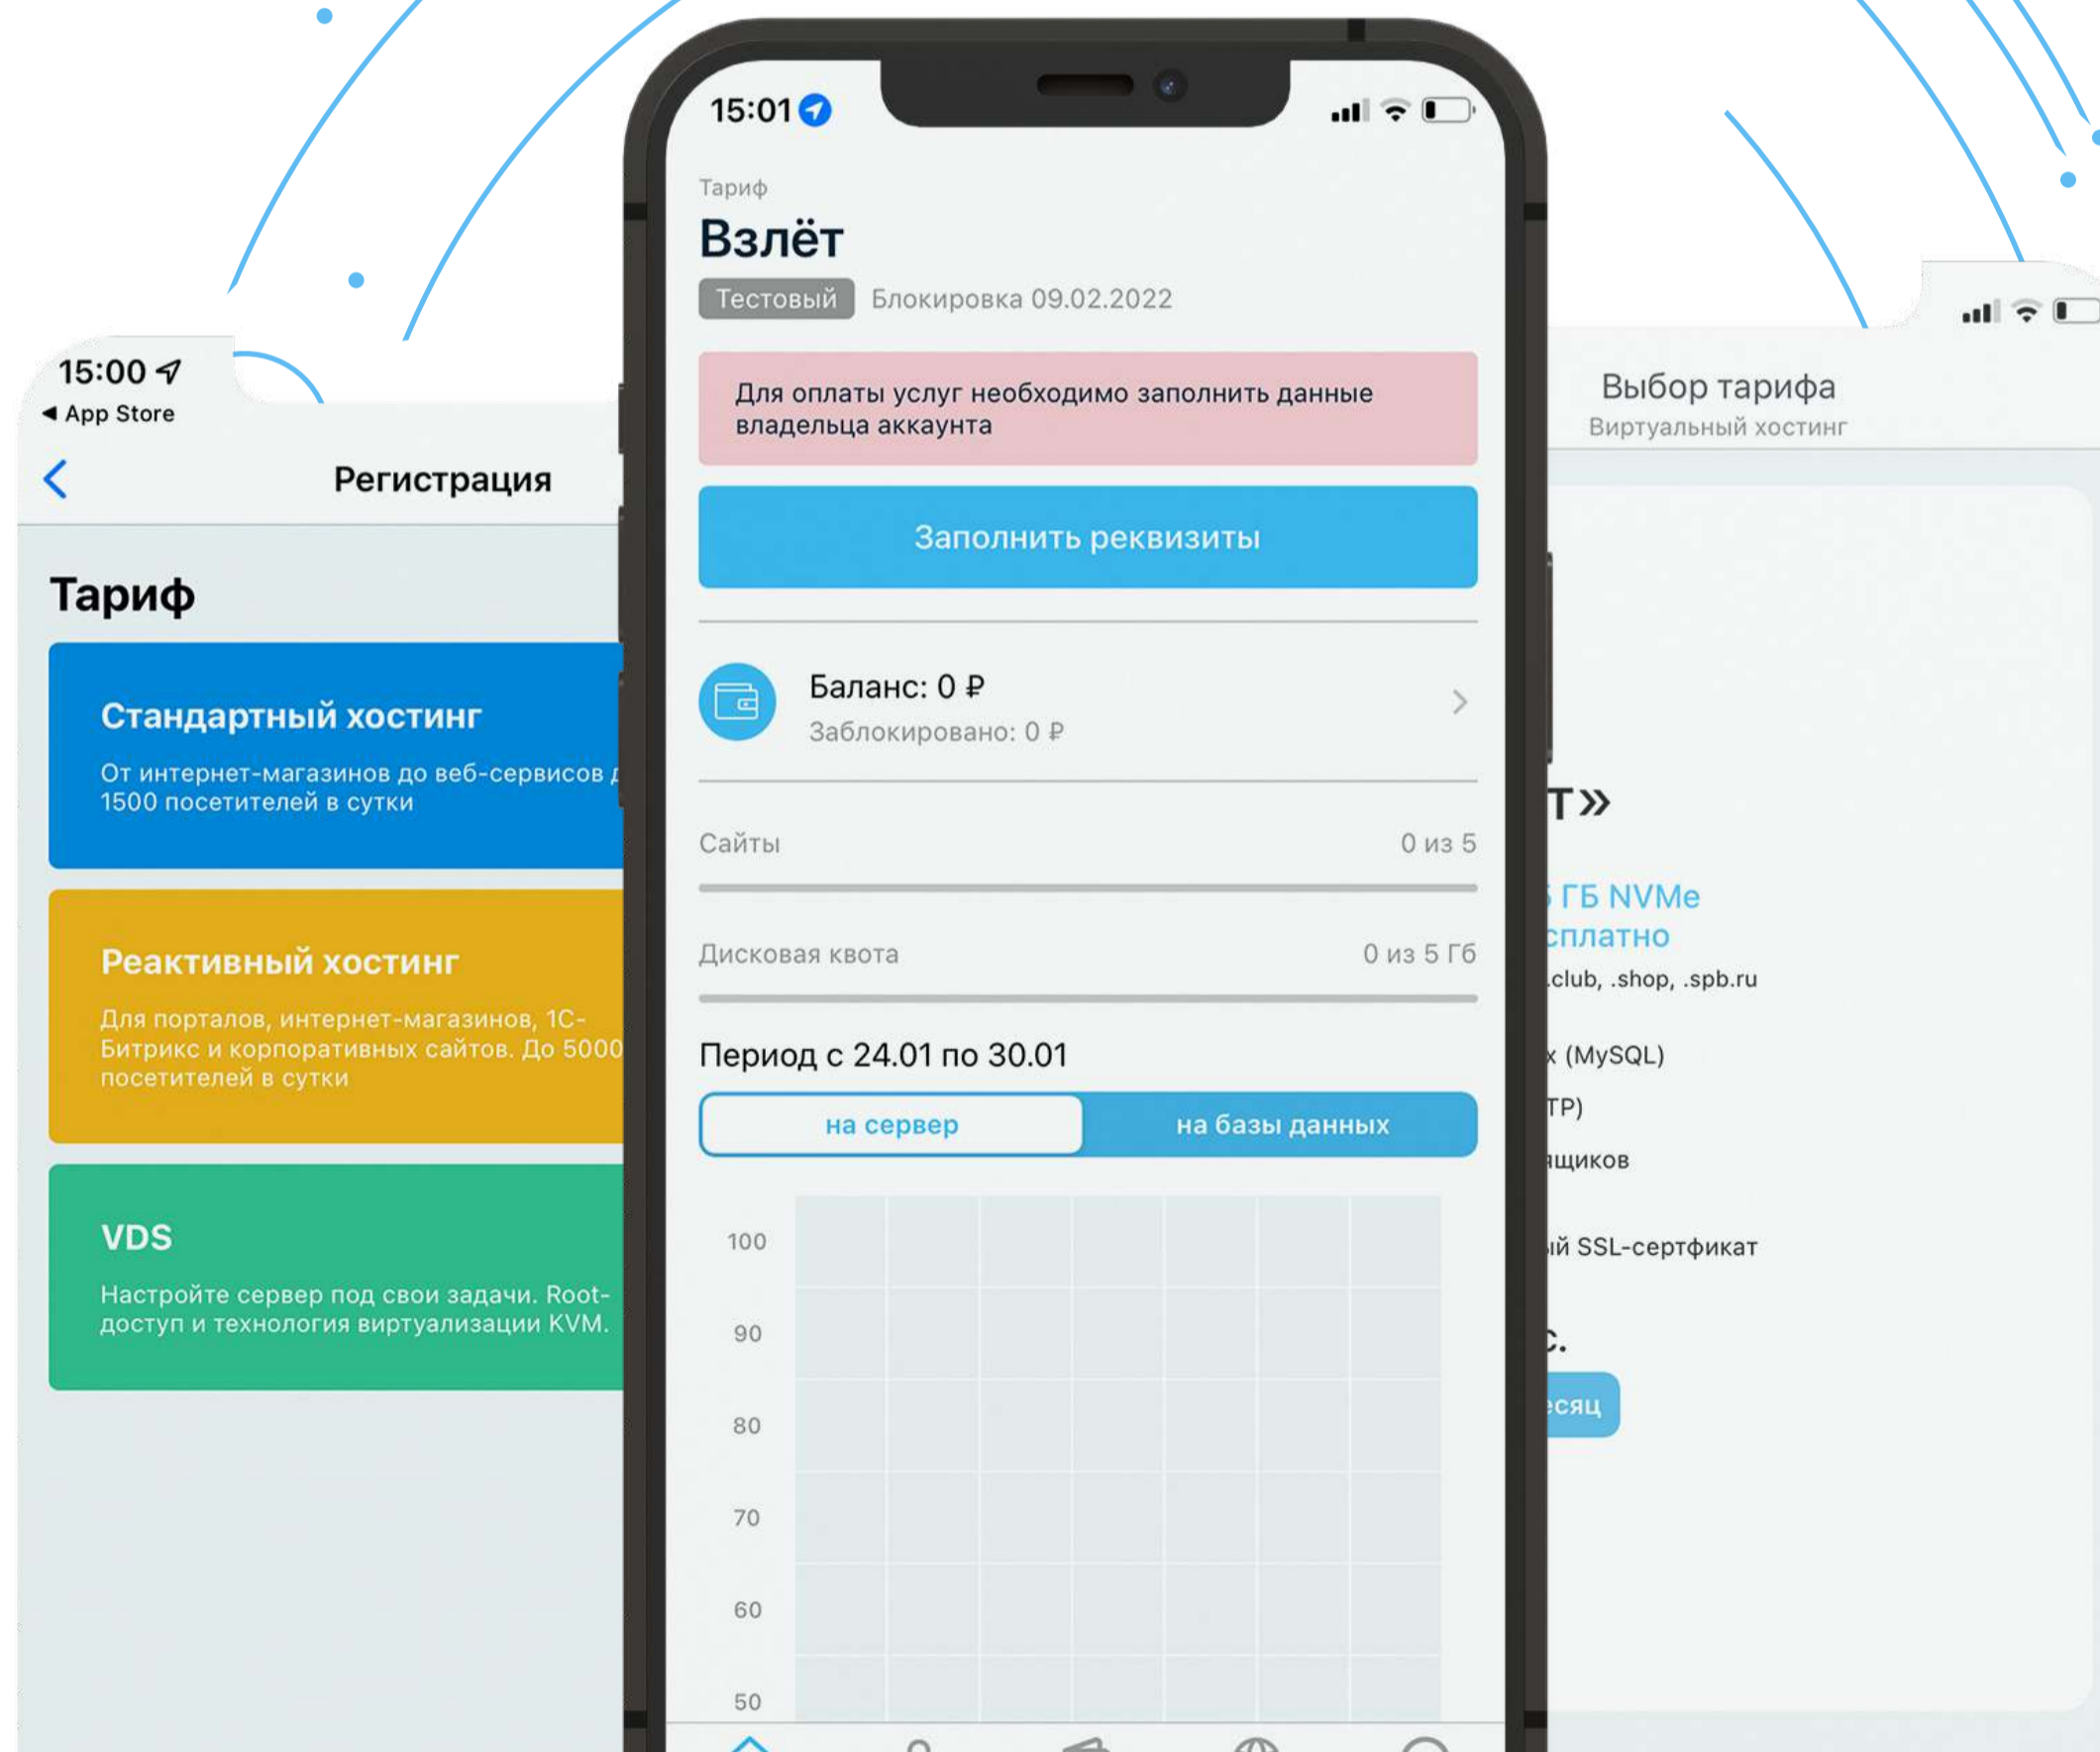 15:00
App Store
Регистрация
Тариф
Стандартный хостинг
От интернет-магазинов до веб-сервисов
1500 посетителей в сутки
Реактивный хостинг
Для порталов, интернет-магазинов, 1С-
Битрикс и корпоративных сайтов. До 5000
посетителей в сутки
VDS
Настройте сервер под свои задачи. Root-
доступ и технология виртуализации KVM.
15:01
Тариф
Взлёт
Тестовый Блокировка 09.02.2022
Для оплаты услуг необходимо заполнить данные
владельца аккаунта
Заполнить реквизиты
Баланс: 0 ₽
Заблокировано: 0 ₽
Сайты 0 из 5
Дисковая квота 0 из 5 Гб
Период с 24.01 по 30.01
на сервер на базы данных
100
90
80
70
60
50
Выбор тарифа
Виртуальный хостинг
ГБ NVMe
.club, .shop, .spb.ru
(MySQL)
SSL-сертфикат